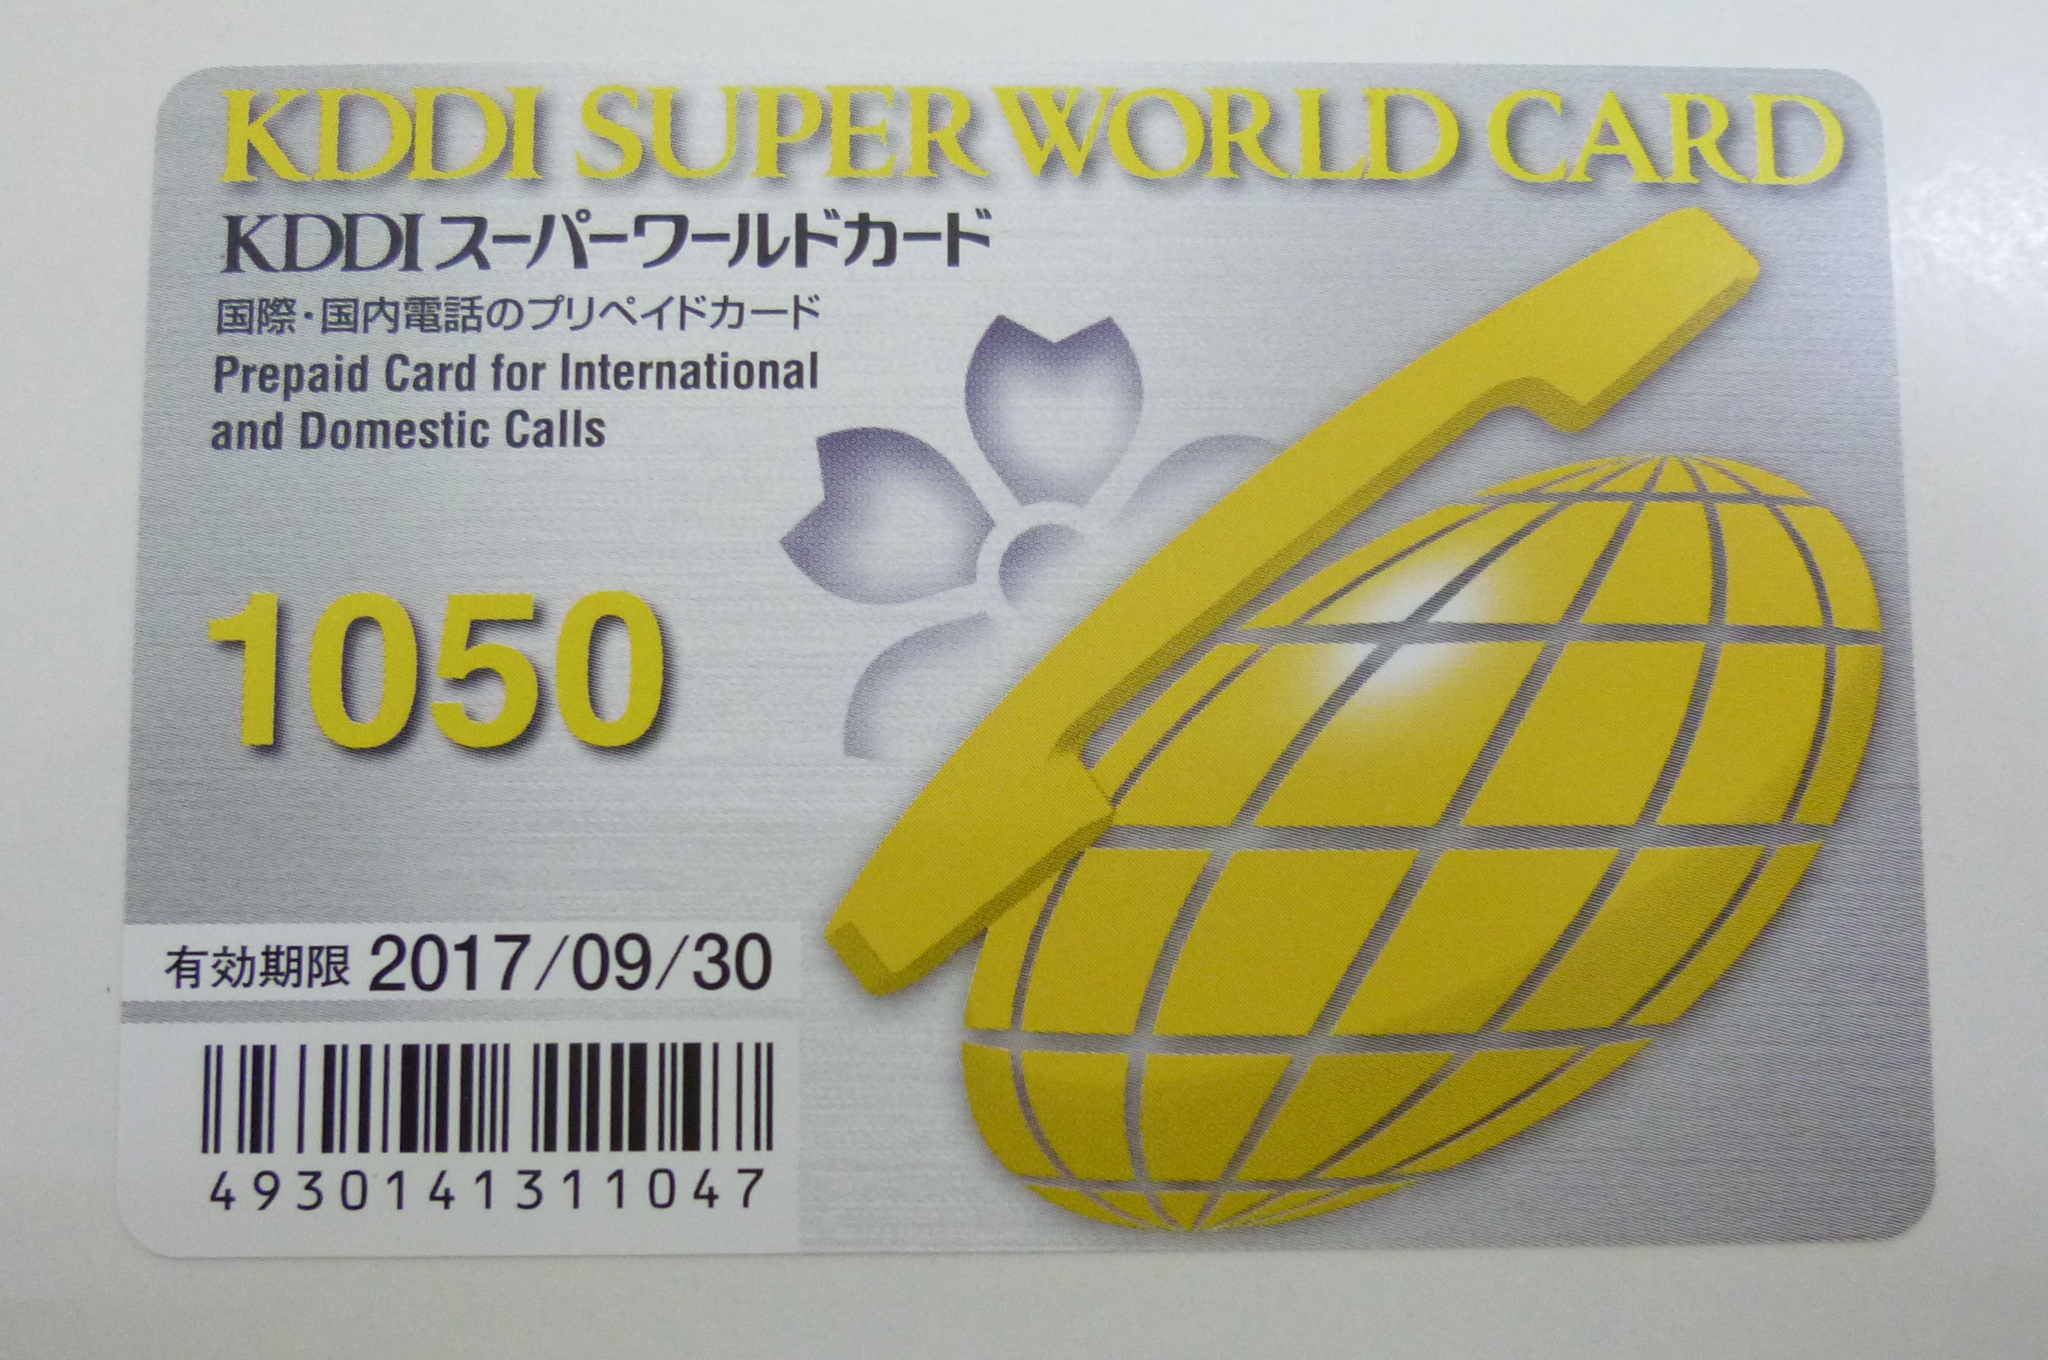 KDDI SUPER WORLD CARD
KDDIスーパーワールドカード
国際・国内電話のプリペイドカード
Prepaid Card for International
and Domestic Calls
1050
有効期限 2017/09/30
4930141311047